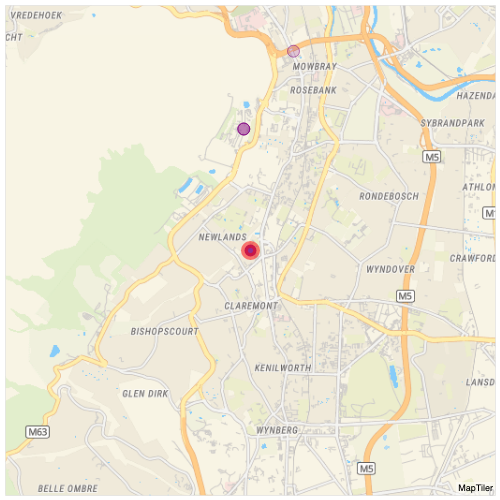 VREDEHOEK
CHT
MOWBRAY
ROSEBANK
HAZENDA
SYBRANDPARK
M5
ATHLON
RONDEBOSCH
M1
NEWLANDS
CRAWFORD
WYNDOVER
M5
CLAREMONT
BISHOPSCOURT
KENILWORTH
LANSD
GLEN DIRK
M63
WYNBERG
M5
BELLE OMBRE
MapTiler